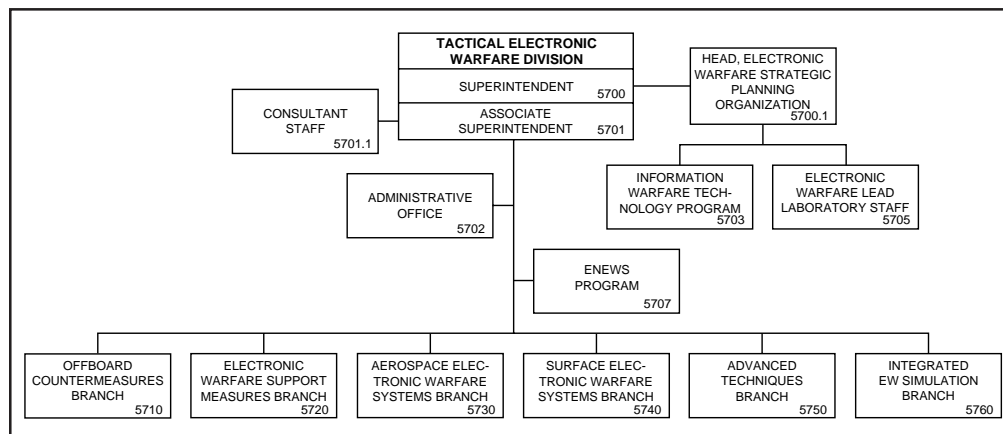 TACTICAL ELECTRONIC
WARFARE DIVISION
SUPERINTENDENT
5700
ASSOCIATE
SUPERINTENDENT
5701
HEAD, ELECTRONIC
WARFARE STRATEGIC
PLANNING
ORGANIZATION
5700.1
CONSULTANT
STAFF
5701.1
INFORMATION
WARFARE TECH-
NOLOGY PROGRAM
5703
ELECTRONIC
WARFARE LEAD
LABORATORY STAFF
5705
ADMINISTRATIVE
OFFICE
5702
ENEWS
PROGRAM
5707
OFFBOARD
COUNTERMEASURES
BRANCH
5710
ELECTRONIC
WARFARE SUPPORT
MEASURES BRANCH
5720
AEROSPACE ELEC-
TRONIC WARFARE
SYSTEMS BRANCH
5730
SURFACE ELEC-
TRONIC WARFARE
SYSTEMS BRANCH
5740
ADVANCED
TECHNIQUES
BRANCH
5750
INTEGRATED
EW SIMULATION
BRANCH
5760